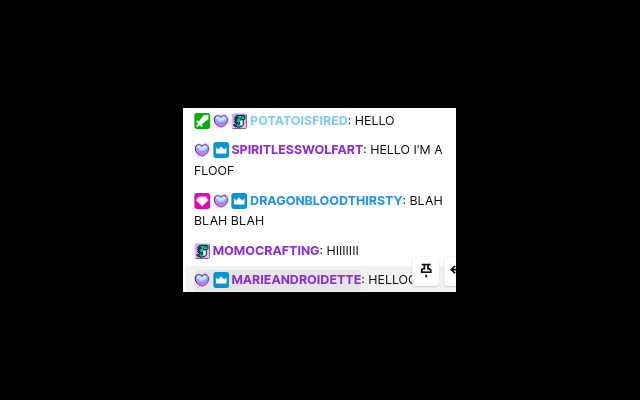 POTATOISFIRED: HELLO
SPIRITLESSWOLFART: HELLO I'M A
FLOOF
DRAGONBLOODTHIRSTY: BLAH
BLAH BLAH
MOMOCRAFTING: HIIIIIII
MARIEANDROIDETTE: